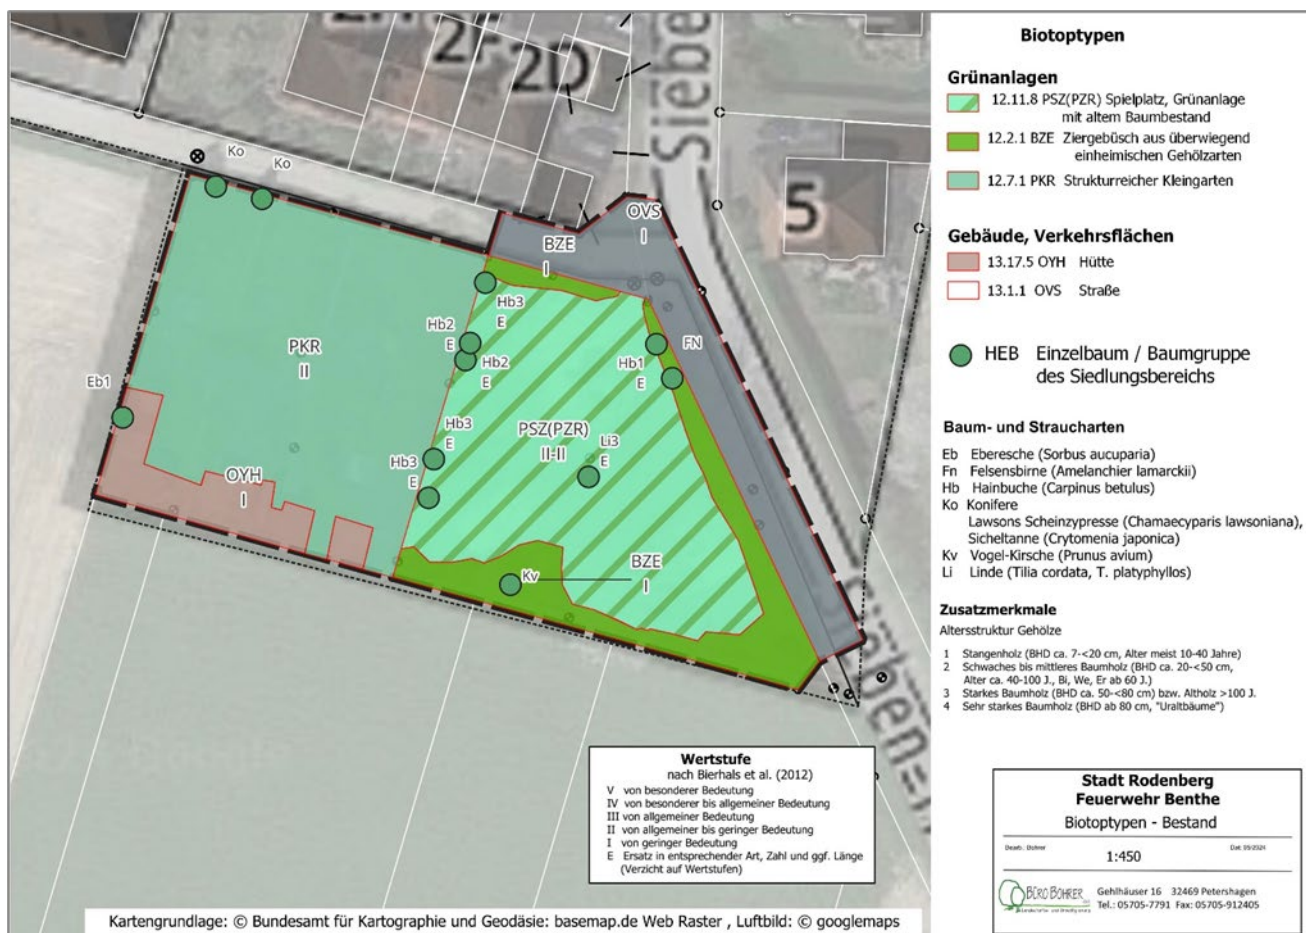 2F
2D
Siebe
5
Sieben=
Ko
Ko
OVS
I
BZE
I
Hb3
E
Hb2
E
Hb2
E
FN
Hb1
E
PKR
II
Eb1
Hb3
E
Hb3
E
PSZ(PZR)
II-II
Li3
E
OYH
I
BZE
I
Kv
Biotoptypen
Grünanlagen
12.11.8 PSZ(PZR) Spielplatz, Grünanlage
mit altem Baumbestand
12.2.1 BZE Ziergebüsch aus überwiegend
einheimischen Gehölzarten
12.7.1 PKR Strukturreicher Kleingarten
Gebäude, Verkehrsflächen
13.17.5 OYH Hütte
13.1.1 OVS Straße
HEB Einzelbaum / Baumgruppe
des Siedlungsbereichs
Baum- und Straucharten
Eb Eberesche (Sorbus aucuparia)
Fn Felsensbirne (Amelanchier lamarckii)
Hb Hainbuche (Carpinus betulus)
Ko Konifere
Lawsons Scheinzypresse (Chamaecyparis lawsoniana),
Sicheltanne (Crytomenia japonica)
Kv Vogel-Kirsche (Prunus avium)
Li Linde (Tilia cordata, T. platyphyllos)
Zusatzmerkmale
Altersstruktur Gehölze
1 Stangenholz (BHD ca. 7-<20 cm, Alter meist 10-40 Jahre)
2 Schwaches bis mittleres Baumholz (BHD ca. 20-<50 cm,
Alter ca. 40-100 J., Bi, We, Er ab 60 J.)
3 Starkes Baumholz (BHD ca. 50-<80 cm) bzw. Altholz >100 J.
4 Sehr starkes Baumholz (BHD ab 80 cm, "Uraltbäume")
Wertstufe
nach Bierhals et al. (2012)
V von besonderer Bedeutung
IV von besonderer bis allgemeiner Bedeutung
III von allgemeiner Bedeutung
II von allgemeiner bis geringer Bedeutung
I von geringer Bedeutung
E Ersatz in entsprechender Art, Zahl und ggf. Länge
(Verzicht auf Wertstufen)
Stadt Rodenberg
Feuerwehr Benthe
Biotoptypen - Bestand
Dearb.: Bohrer
1:450
Dat: 09/2024
BÜRO BOHRER
Gehlhäuser 16 32469 Petershagen
Tel.: 05705-7791 Fax: 05705-912405
Kartengrundlage: © Bundesamt für Kartographie und Geodäsie: basemap.de Web Raster , Luftbild: © googlemaps